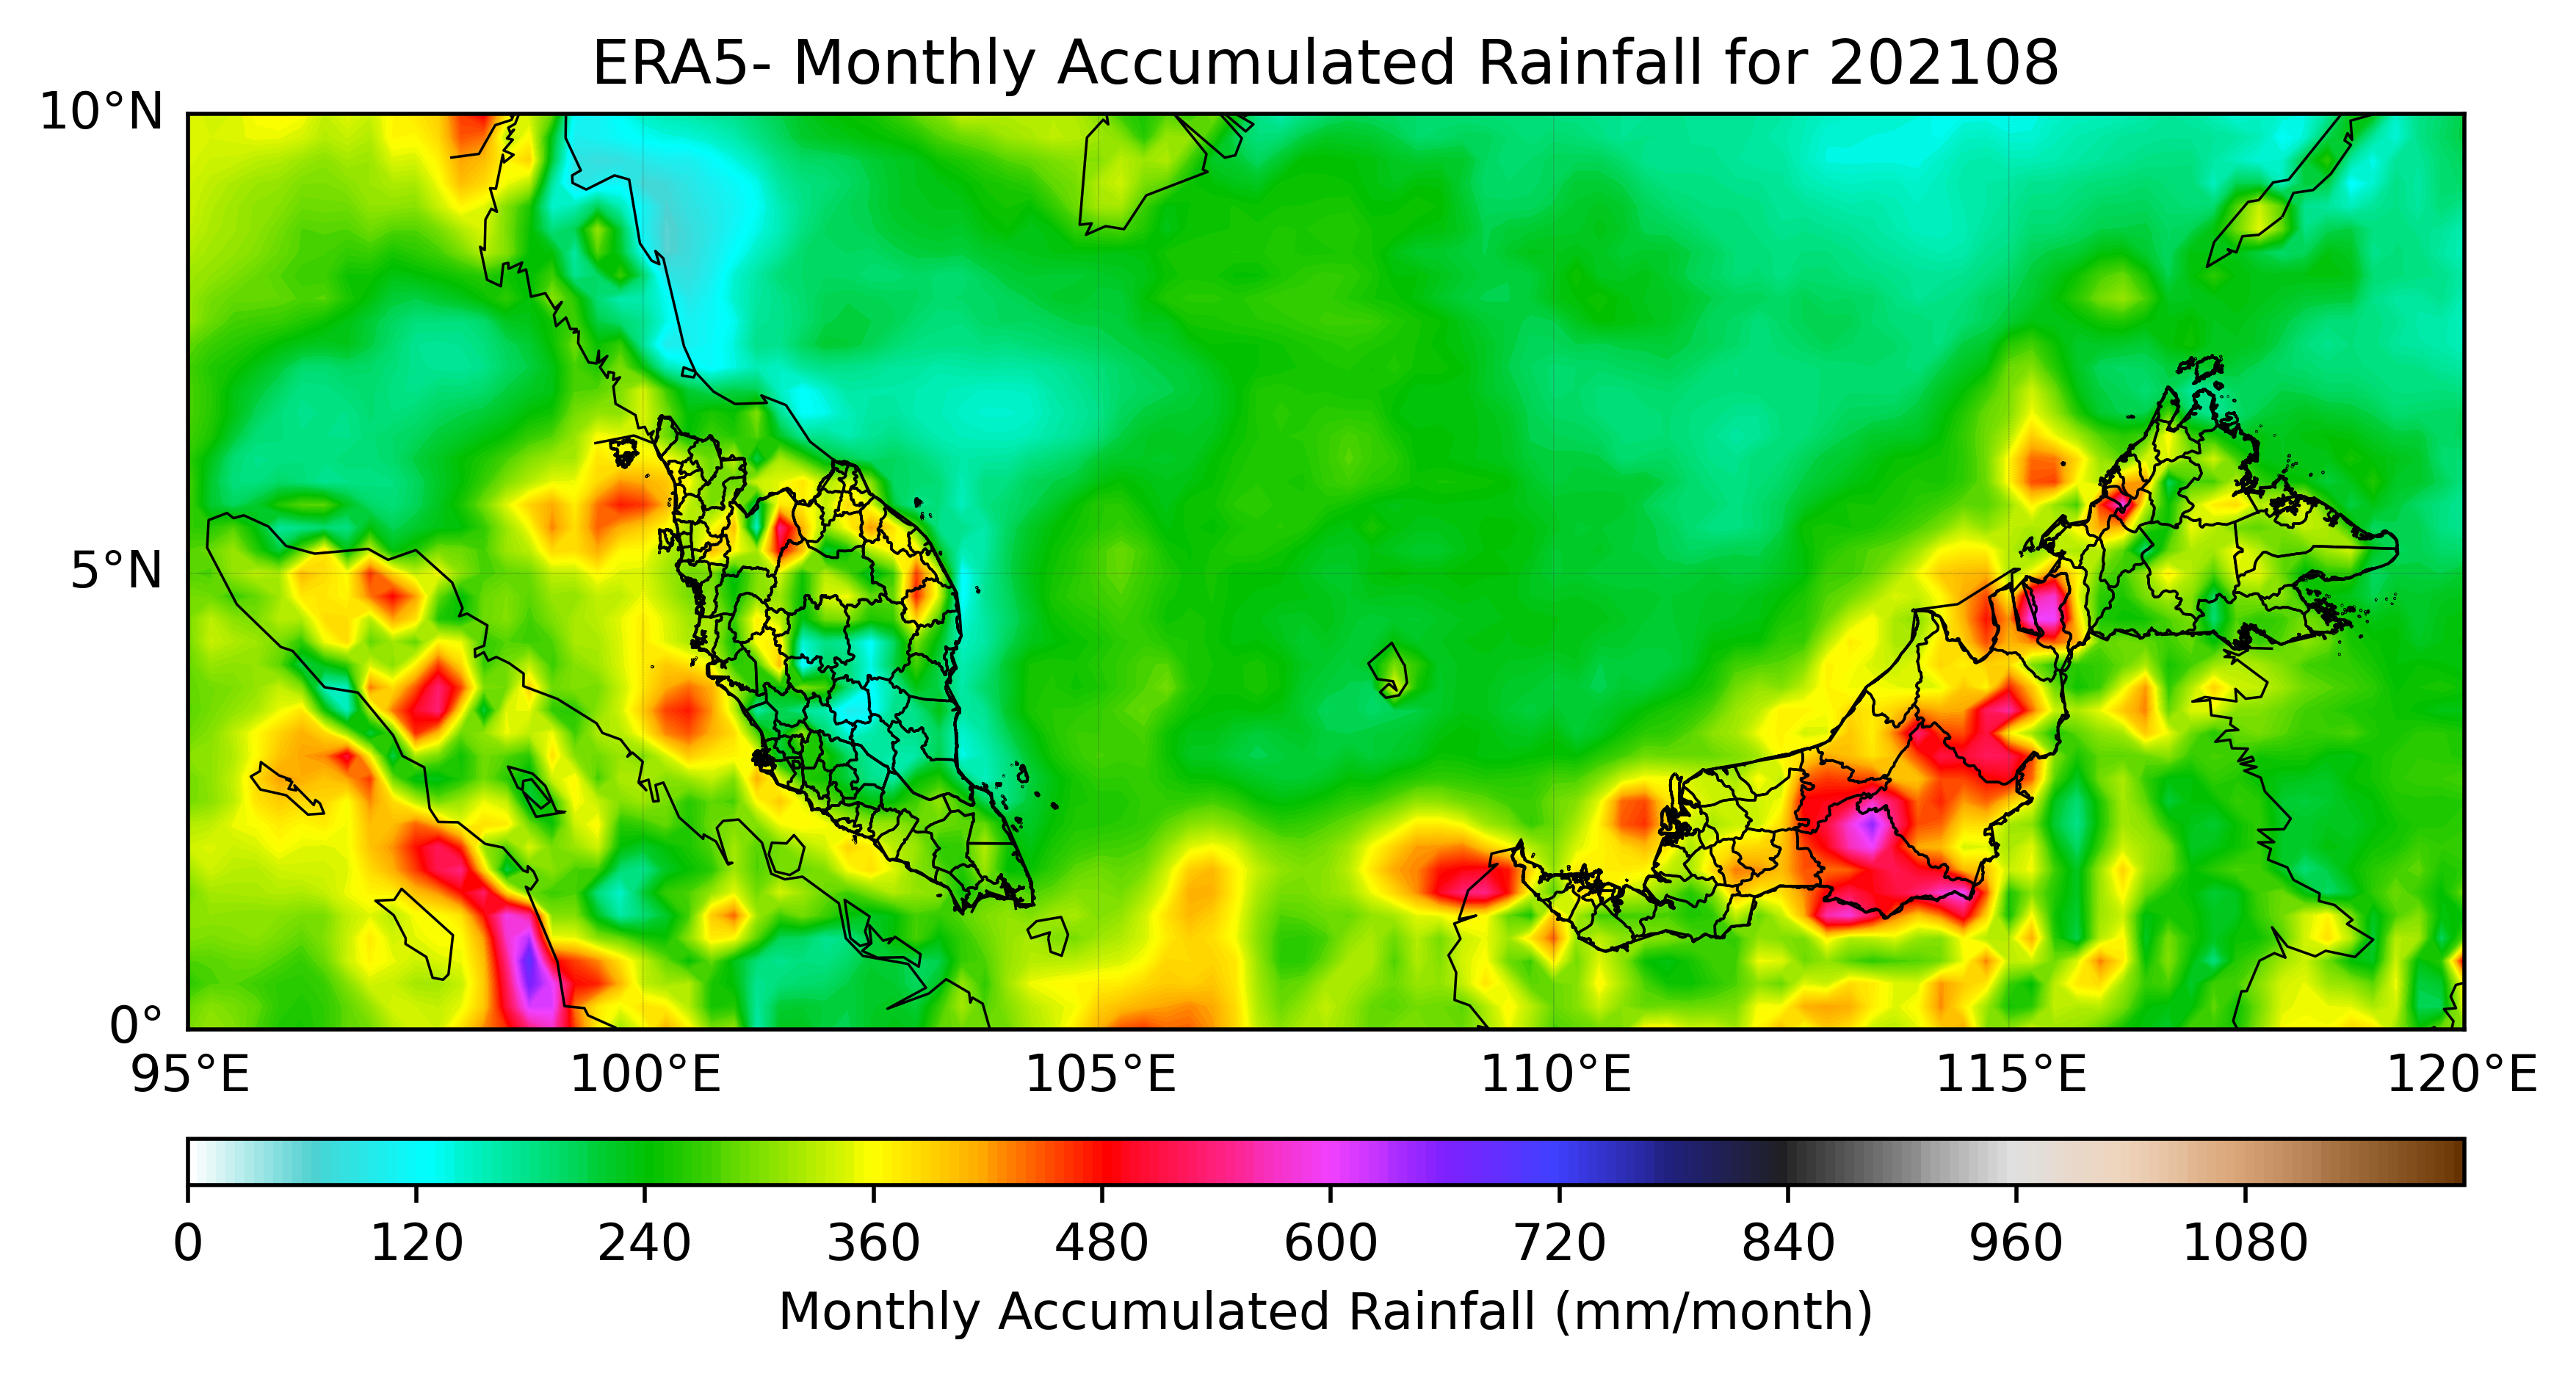 ERA5- Monthly Accumulated Rainfall for 202108
10°N
5°N
0°
95°E 100°E 105°E 110°E 115°E 120°E
0 120 240 360 480 600 720 840 960 1080
Monthly Accumulated Rainfall (mm/month)